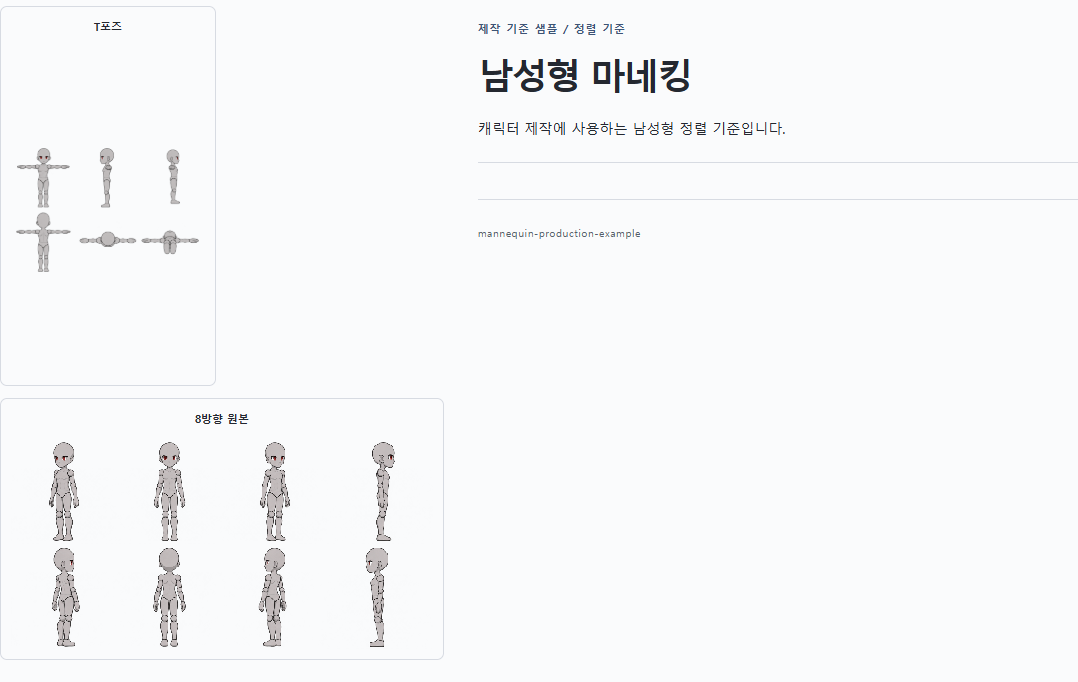 T포즈
8방향 원본
제작 기준 샘플 / 정렬 기준
남성형 마네킹
캐릭터 제작에 사용하는 남성형 정렬 기준입니다.
mannequin-production-example